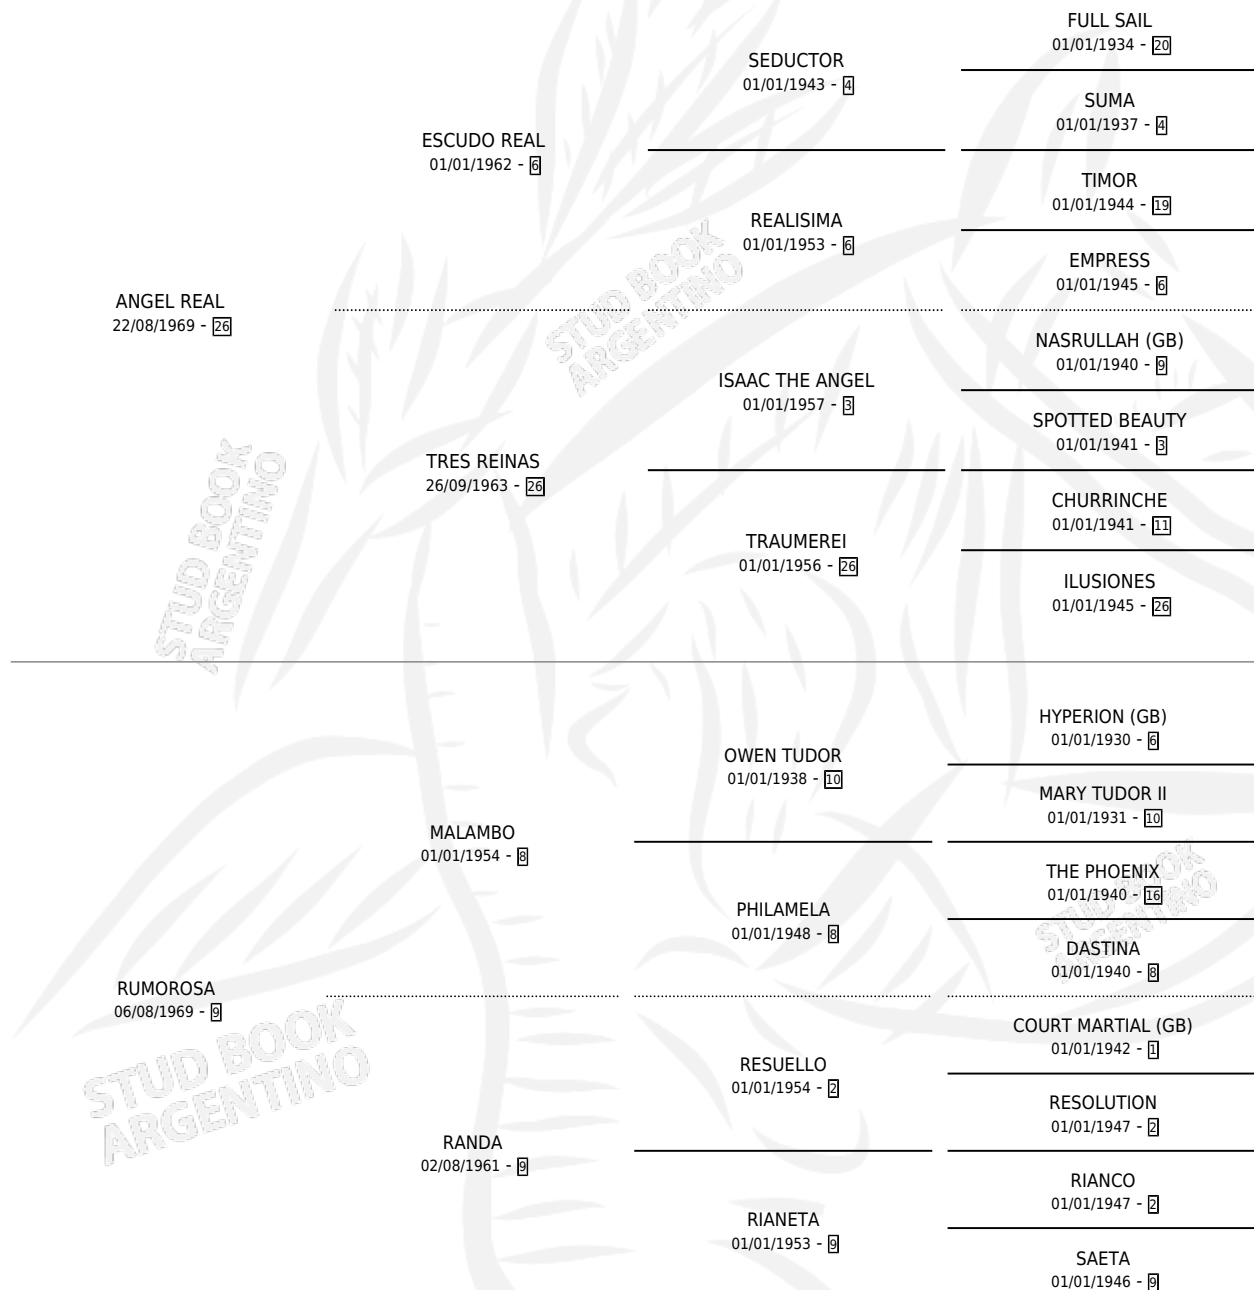 FULL SAIL
01/01/1934 - 20
SEDUCTOR
01/01/1943 - 4
SUMA
01/01/1937 - 4
ESCUDO REAL
01/01/1962 - 6
TIMOR
01/01/1944 - 19
REALISIMA
01/01/1953 - 6
EMPRESS
01/01/1945 - 6
ANGEL REAL
22/08/1969 - 26
STUD BOOK
ARGENTINO
NASRULLAH (GB)
01/01/1940 - 9
ISAAC THE ANGEL
01/01/1957 - 3
SPOTTED BEAUTY
01/01/1941 - 3
TRES REINAS
26/09/1963 - 26
CHURRINCHE
01/01/1941 - 11
TRAUMEREI
01/01/1956 - 26
ILUSIONES
01/01/1945 - 26
STUD BOOK
ARGENTINO
HYPERION (GB)
01/01/1930 - 6
OWEN TUDOR
01/01/1938 - 10
MARY TUDOR II
01/01/1931 - 10
MALAMBO
01/01/1954 - 8
THE PHOENIX
01/01/1940 - 16
PHILAMELA
01/01/1948 - 8
DASTINA
01/01/1940 - 8
STUD BOOK
ARGENTINO
RUMOROSA
06/08/1969 - 9
STUD BOOK
ARGENTINO
COURT MARTIAL (GB)
01/01/1942 - 1
RESUELLO
01/01/1954 - 2
RESOLUTION
01/01/1947 - 2
RANDA
02/08/1961 - 9
RIANCO
01/01/1947 - 2
RIANETA
01/01/1953 - 9
SAETA
01/01/1946 - 9